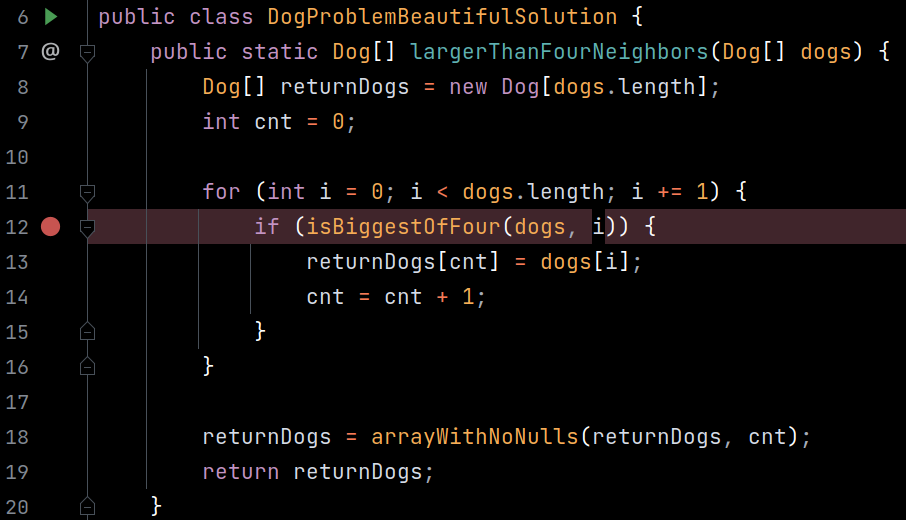 6 public class DogProblemBeautifulSolution {
7 @ public static Dog[] largerThanFourNeighbors(Dog[] dogs) {
8 Dog[] returnDogs = new Dog[dogs.length];
9 int cnt = 0;
10
11 for (int i = 0; i < dogs.length; i += 1) {
12 if (isBiggestOfFour(dogs, i)) {
13 returnDogs[cnt] = dogs[i];
14 cnt = cnt + 1;
15 }
16 }
17
18 returnDogs = arrayWithNoNulls(returnDogs, cnt);
19 return returnDogs;
20 }